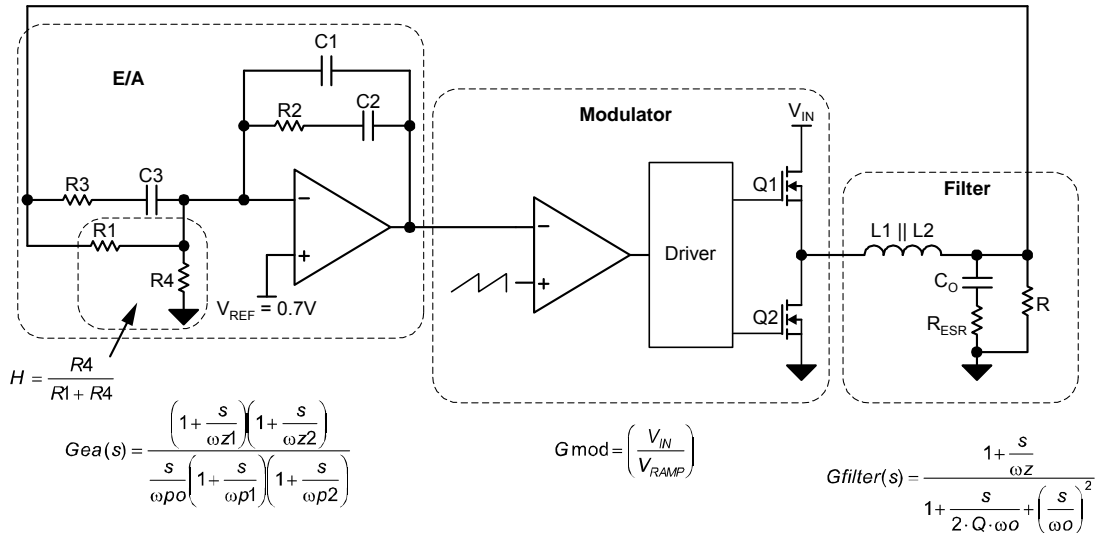 E/A
C1
R2
C2
R3
C3
R1
R4
−
+
V_REF = 0.7V
Modulator
−
+
Driver
V_IN
Q1
Q2
Filter
L1 || L2
C_O
R_ESR
R
H = R4 / (R1 + R4)
Gea(s) = (1 + s/ωz1)(1 + s/ωz2) / (s/ωpo (1 + s/ωp1)(1 + s/ωp2))
Gmod = (V_IN / V_RAMP)
Gfilter(s) = (1 + s/ωz) / (1 + s/(2·Q·ωo) + (s/ωo)²)